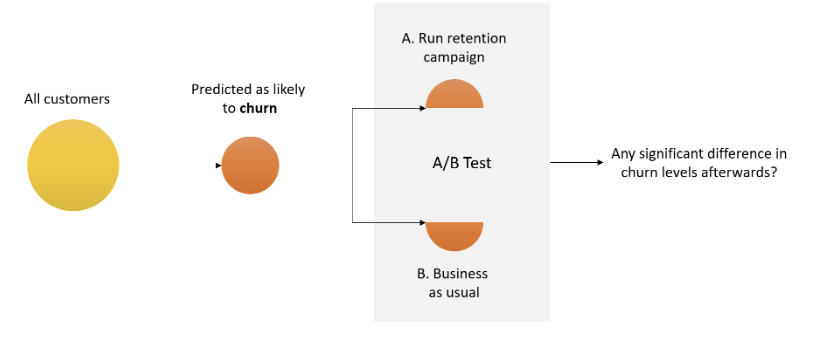 All customers
Predicted as likely
to churn
A. Run retention
campaign
A/B Test
B. Business
as usual
Any significant difference in
churn levels afterwards?